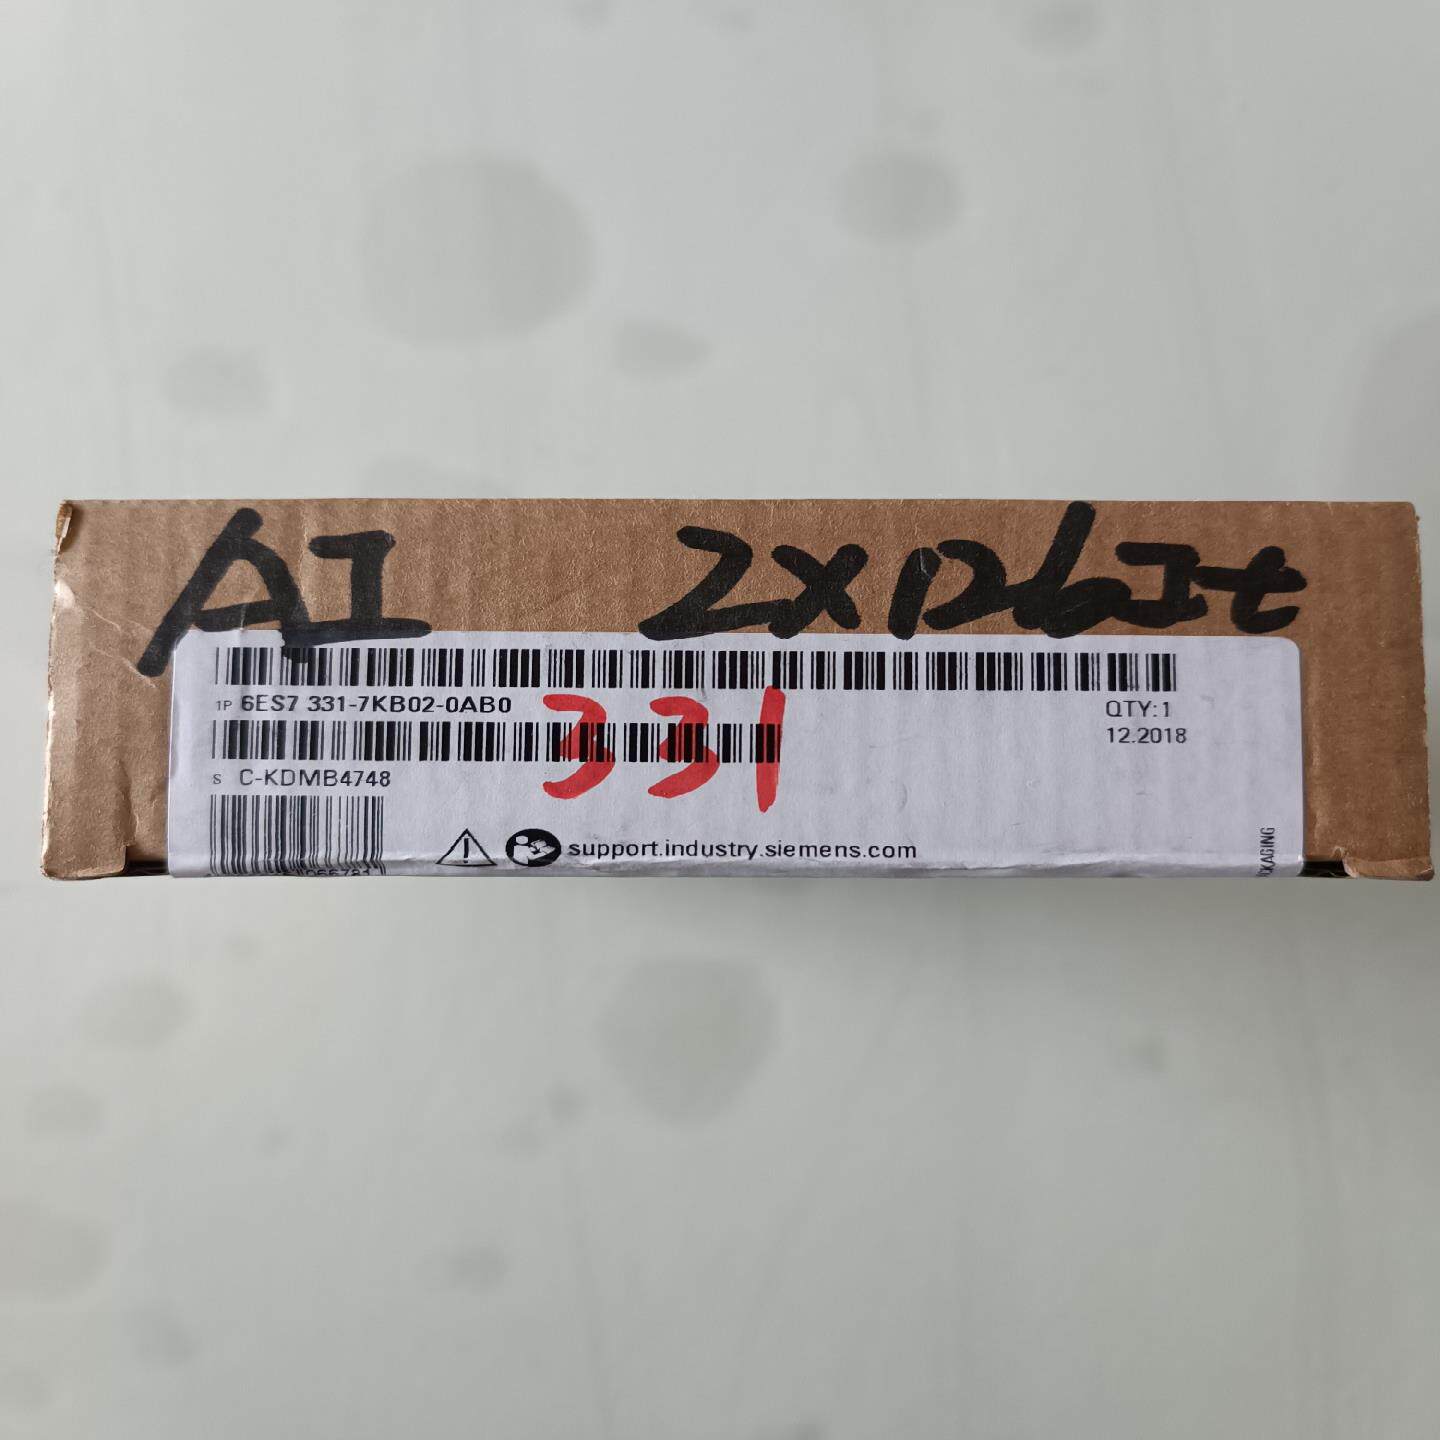 AI 2X12bIt
1P 6ES7 331-7KB02-0AB0
QTY:1
331
12.2018
S C-KDMB4748
support.industry.siemens.com